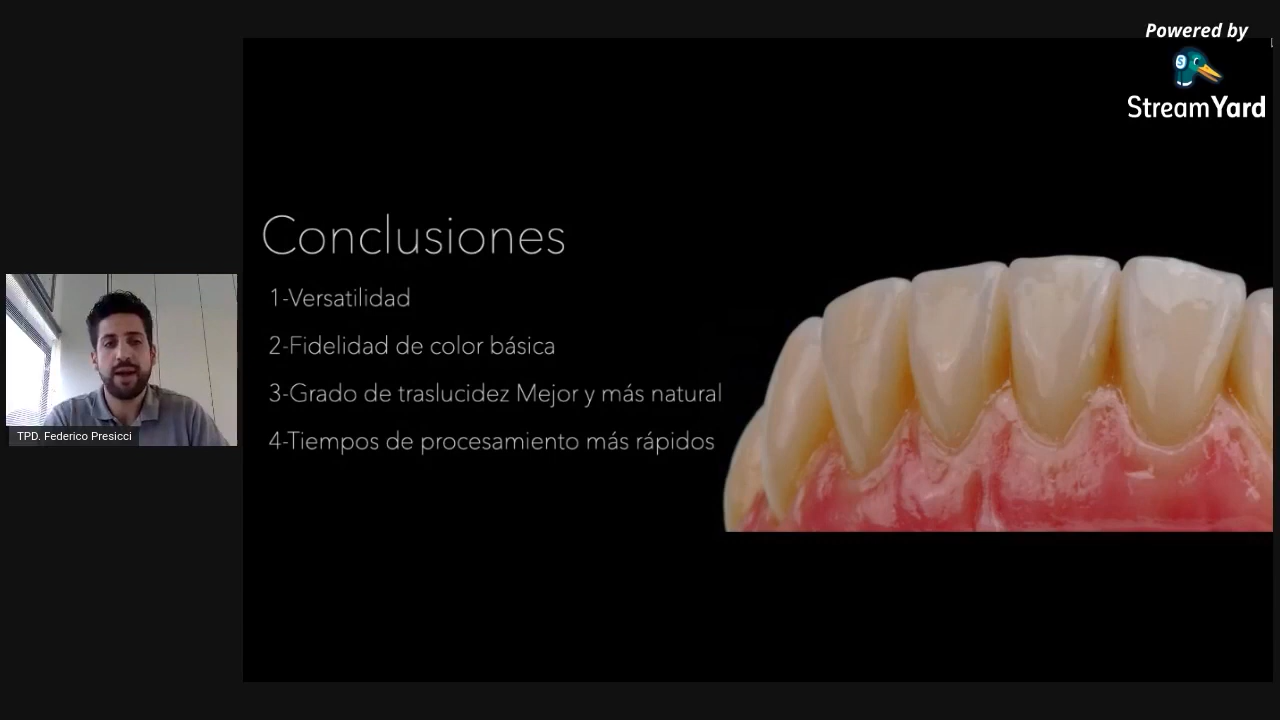 Powered by
StreamYard
Conclusiones
1-Versatilidad
2-Fidelidad de color básica
3-Grado de traslucidez Mejor y más natural
4-Tiempos de procesamiento más rápidos
TPD. Federico Presicci